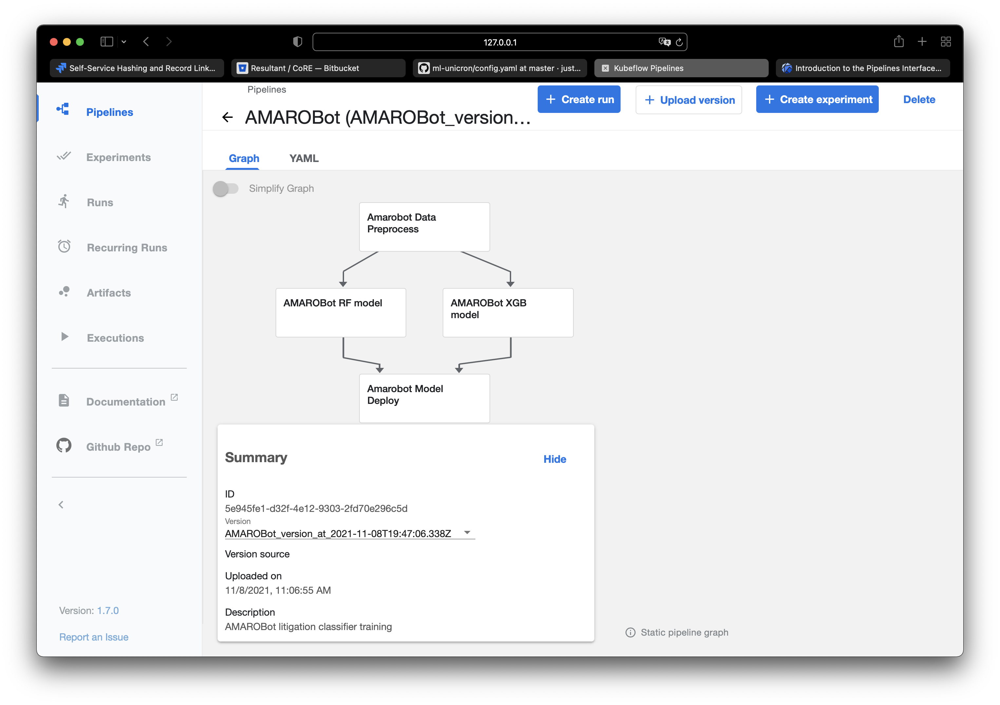 127.0.0.1
Self-Service Hashing and Record Link...
Resultant / CoRE — Bitbucket
ml-unicron/config.yaml at master · just...
Kubeflow Pipelines
Introduction to the Pipelines Interface...
Pipelines
Experiments
Runs
Recurring Runs
Artifacts
Executions
Documentation
Github Repo
Version: 1.7.0
Report an Issue
Pipelines
AMAROBot (AMAROBot_version...
+ Create run
+ Upload version
+ Create experiment
Delete
Graph
YAML
Simplify Graph
Amarobot Data
Preprocess
AMAROBot RF model
AMAROBot XGB
model
Amarobot Model
Deploy
Summary
Hide
ID
5e945fe1-d32f-4e12-9303-2fd70e296c5d
Version
AMAROBot_version_at_2021-11-08T19:47:06.338Z
Version source
Uploaded on
11/8/2021, 11:06:55 AM
Description
AMAROBot litigation classifier training
Static pipeline graph